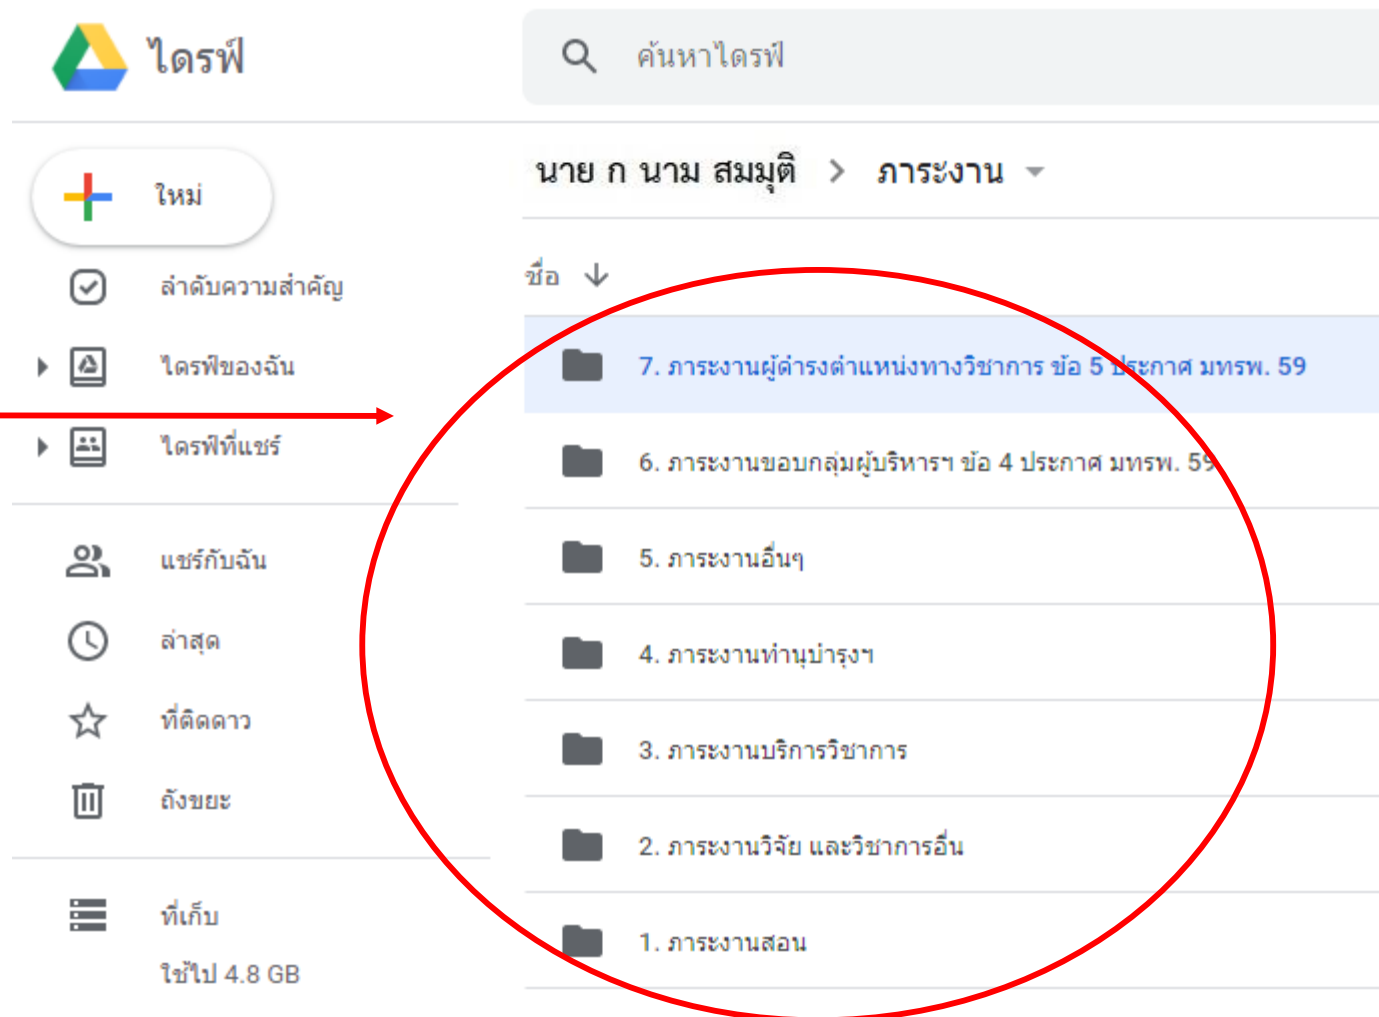 ไดรฟ์
ค้นหาไดรฟ์
ใหม่
ลำดับความสำคัญ
ไดรฟ์ของฉัน
ไดรฟ์ที่แชร์
แชร์กับฉัน
ล่าสุด
ที่ติดดาว
ถังขยะ
ที่เก็บ
ใช้ไป 4.8 GB
นาย ก นาม สมมุติ > ภาระงาน
ชื่อ
7. ภาระงานผู้ดำรงตำแหน่งทางวิชาการ ข้อ 5 ประกาศ มทรพ. 59
6. ภาระงานขอบกลุ่มผู้บริหารฯ ข้อ 4 ประกาศ มทรพ. 59
5. ภาระงานอื่นๆ
4. ภาระงานทำนุบำรุงฯ
3. ภาระงานบริการวิชาการ
2. ภาระงานวิจัย และวิชาการอื่น
1. ภาระงานสอน